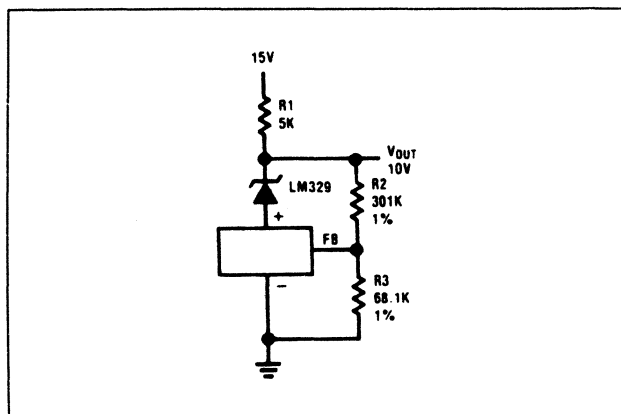 15V
R1
5K
VOUT
10V
LM329
R2
301K
1%
+
FB
−
R3
68.1K
1%